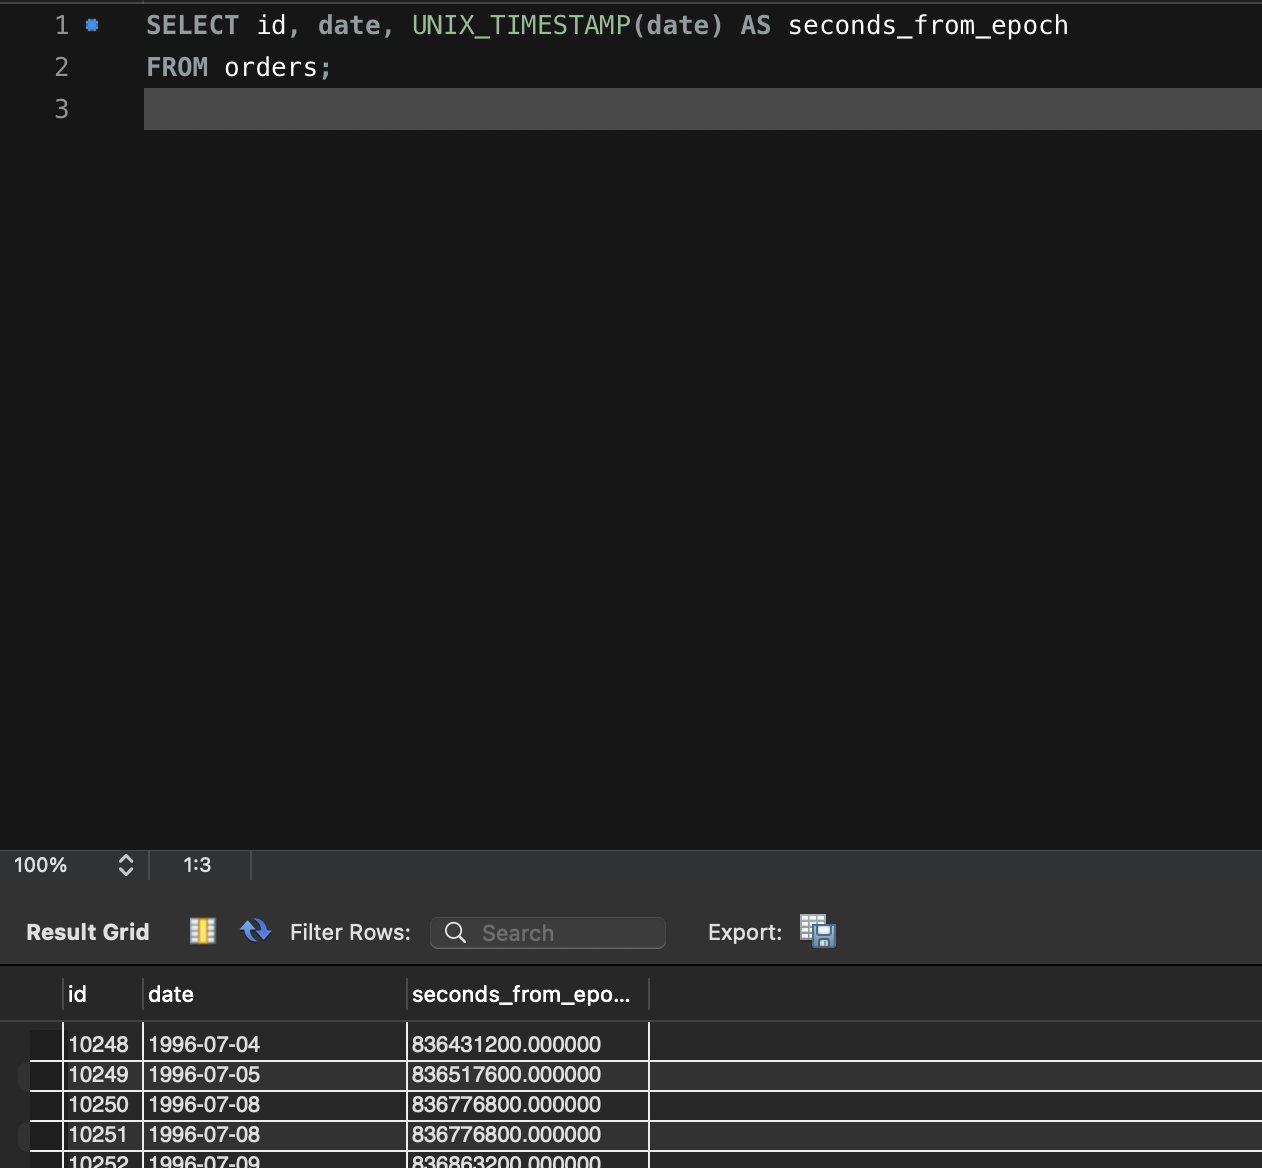 1 SELECT id, date, UNIX_TIMESTAMP(date) AS seconds_from_epoch
2 FROM orders;
3
100% 1:3
Result Grid Filter Rows: Search Export:
id date seconds_from_epo...
10248 1996-07-04 836431200.000000
10249 1996-07-05 836517600.000000
10250 1996-07-08 836776800.000000
10251 1996-07-08 836776800.000000
10252 1996-07-09 836863200.000000